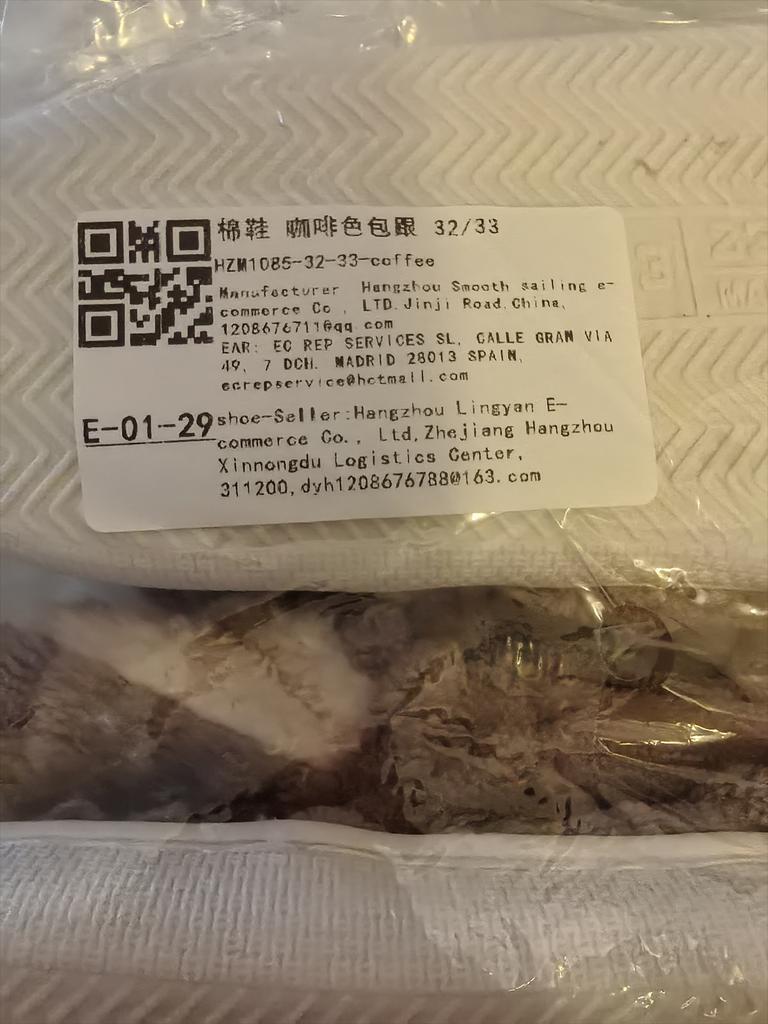 棉鞋 咖啡色包跟 32/33
HZM1085-32-33-coffee
Manufacturer Hangzhou Smooth sailing e-
commerce Co., LTD.Jinji Road.China,
1208676711@qq.com
EAR: EC REP SERVICES SL, CALLE GRAN VIA
49, 7 DCH. MADRID 28013 SPAIN,
ecrepservice@hotmail.com
E-01-29
shoe-Seller:Hangzhou Lingyan E-
commerce Co., Ltd,Zhejiang Hangzhou
Xinnongdu Logistics Center,
311200,dyh1208676788@163.com